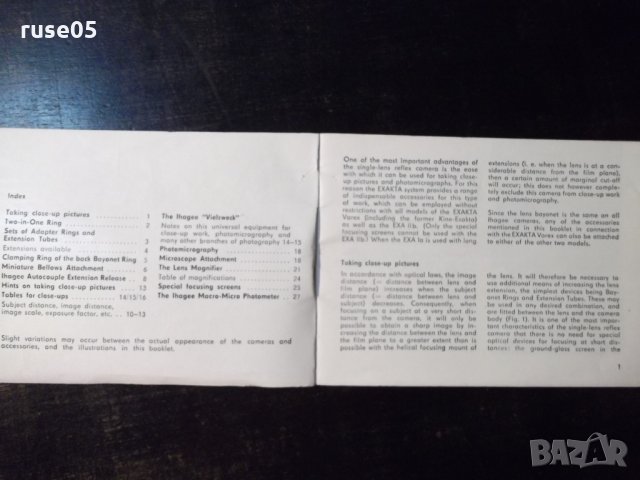 ruse05
Index
Taking close-up pictures . . . . . . . . . . . 1
Two-in-One Ring . . . . . . . . . . . . . . . . 2
Sets of Adapter Rings and
Extension Tubes . . . . . . . . . . . . . . . . 3
Extensions available . . . . . . . . . . . . . 4
Clamping Ring of the back Bayonet Ring 5
Miniature Bellows Attachment . . . . . . . 6
Ihagee Autocouple Extension Release 8
Hints on taking close-up pictures . . . . . 13
Tables for close-ups . . . . . . . . . 14/15/16
Subject distance, image distance,
image scale, exposure factor, etc. . . . 10—13
The Ihagee "Vielzweck"
Notes on this universal equipment for
close-up work, photomicrography and
many other branches of photography 14—15
Photomicrography . . . . . . . . . . . . . . 18
Microscope Attachment . . . . . . . . . . . 18
The Lens Magnifier . . . . . . . . . . . . . . 21
Table of magnifications . . . . . . . . . . . 24
Special focusing screens . . . . . . . . . . 25
The Ihagee Macro-Micro Photometer . . 27
Slight variations may occur between the actual appearance of the cameras and
accessories, and the illustrations in this booklet.
One of the most important advantages of
the single-lens reflex camera is the ease
with which it can be used for taking close-
up pictures and photomicrographs. For this
reason the EXAKTA system provides a range
of indispensable accessories for this type
of work, which can be employed without
restrictions with all models of the EXAKTA
Varex (including the former Kine-Exakta)
as well as the EXA II b. (Only the special
focusing screens cannot be used with the
EXA II b.) When the EXA Ia is used with long
extensions (i. e. when the lens is at a con-
siderable distance from the film plane),
then a certain amount of marginal cut-off
will occur; this does not however comple-
tely exclude this camera from close-up work
and photomicrography.
Since the lens bayonet is the same on all
Ihagee cameras, any of the accessories
mentioned in this booklet in connection
with the EXAKTA Varex can also be attached
to either of the other two models.
Taking close-up pictures
In accordance with optical laws, the image
distance (= distance between lens and
film plane) increases when the subject
distance (= distance between lens and
subject) decreases. Consequently, when
focusing on a subject at a very short dis-
tance from the camera, it will only be
possible to obtain a sharp image by in-
creasing the distance between the lens and
the film plane to a greater extent than is
possible with the helical focusing mount of
the lens. It will therefore be necessary to
use additional means of increasing the lens
extension, the simplest devices being Bay-
onet Rings and Extension Tubes. These may
be used in any desired combination, and
are fitted between the lens and the camera
body (Fig. 1). It is one of the most impor-
tant characteristics of the single-lens reflex
camera that there is no need for special
optical devices for focusing at short dis-
tances: the ground-glass screen in the
1
BAZAR